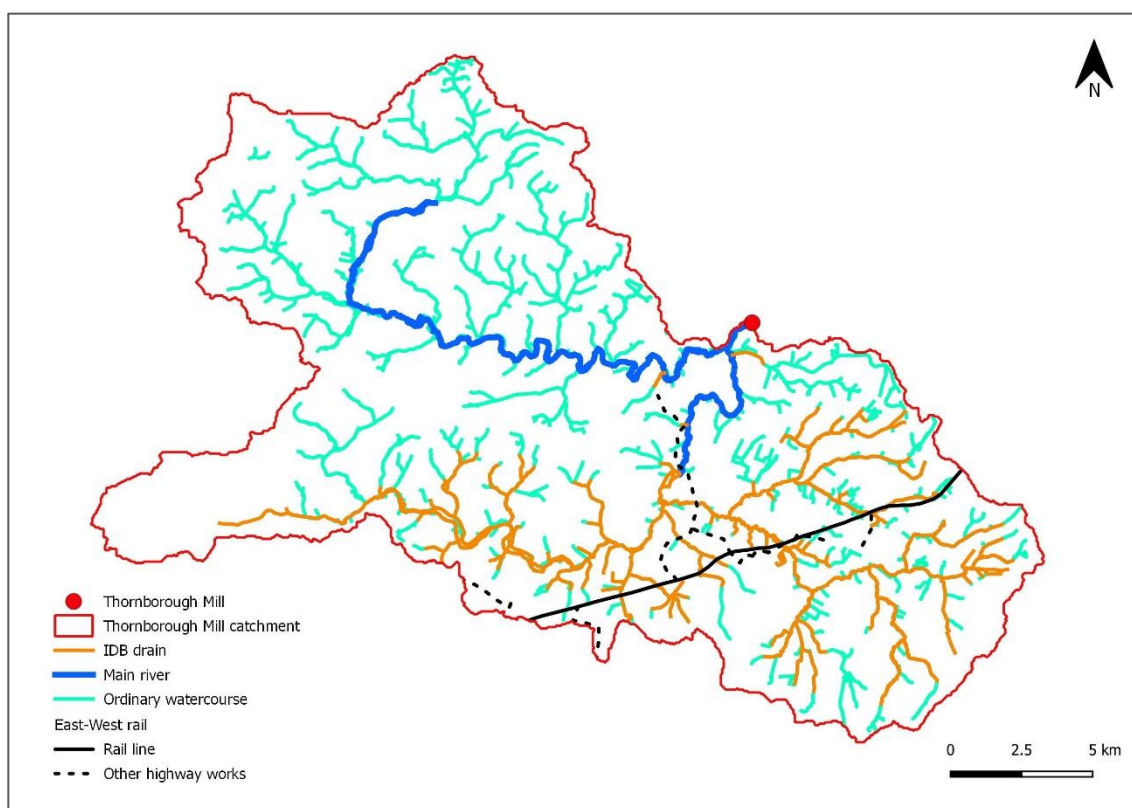 N
Thornborough Mill
Thornborough Mill catchment
IDB drain
Main river
Ordinary watercourse
East-West rail
Rail line
Other highway works
0 2.5 5 km